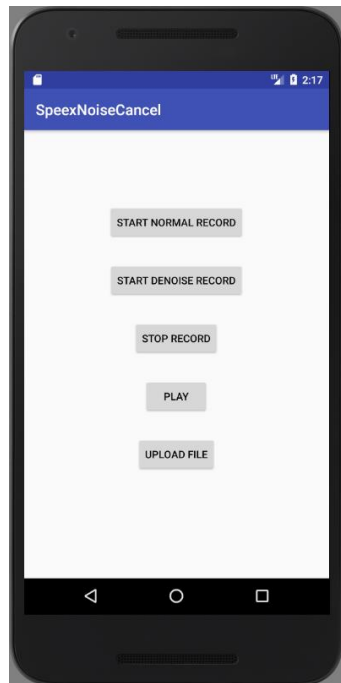 2:17
SpeexNoiseCancel
START NORMAL RECORD
START DENOISE RECORD
STOP RECORD
PLAY
UPLOAD FILE